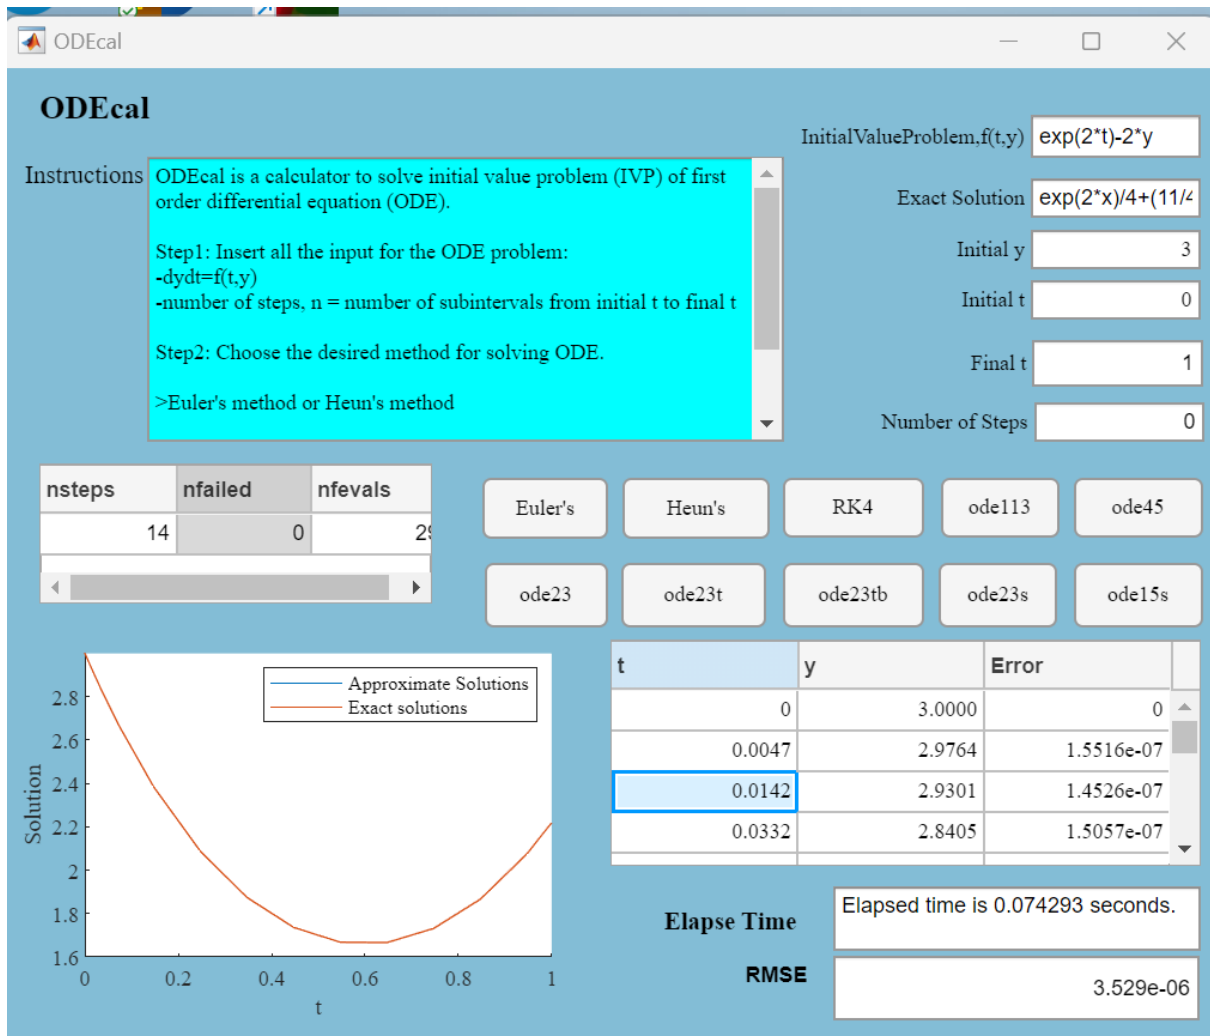 ODEcal
ODEcal
InitialValueProblem,f(t,y) exp(2*t)-2*y
Instructions
ODEcal is a calculator to solve initial value problem (IVP) of first
order differential equation (ODE).
Step1: Insert all the input for the ODE problem:
-dydt=f(t,y)
-number of steps, n = number of subintervals from initial t to final t
Step2: Choose the desired method for solving ODE.
>Euler's method or Heun's method
Exact Solution exp(2*x)/4+(11/4
Initial y 3
Initial t 0
Final t 1
Number of Steps 0
nsteps nfailed nfevals
14 0 29
Euler's Heun's RK4 ode113 ode45
ode23 ode23t ode23tb ode23s ode15s
Approximate Solutions
Exact solutions
2.8
2.6
2.4
2.2
2
1.8
1.6
Solution
0 0.2 0.4 0.6 0.8 1
t
t y Error
0 3.0000 0
0.0047 2.9764 1.5516e-07
0.0142 2.9301 1.4526e-07
0.0332 2.8405 1.5057e-07
Elapse Time Elapsed time is 0.074293 seconds.
RMSE 3.529e-06